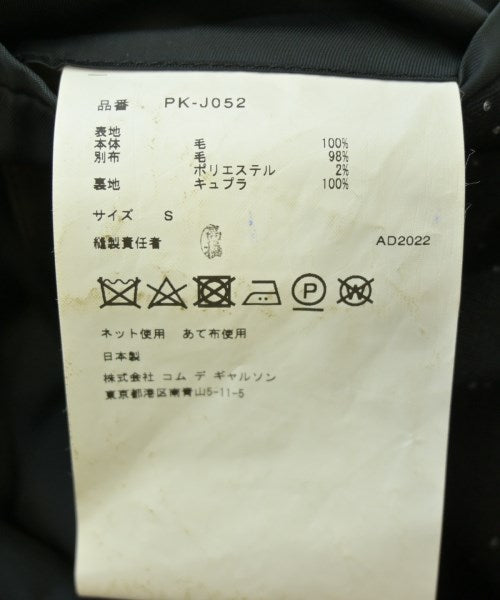 品番 PK-J052
表地
本体 毛 100%
別布 毛 98%
ポリエステル 2%
裏地 キュプラ 100%
サイズ S
縫製責任者
AD2022
P W
ネット使用 あて布使用
日本製
株式会社 コム デ ギャルソン
東京都港区南青山5-11-5